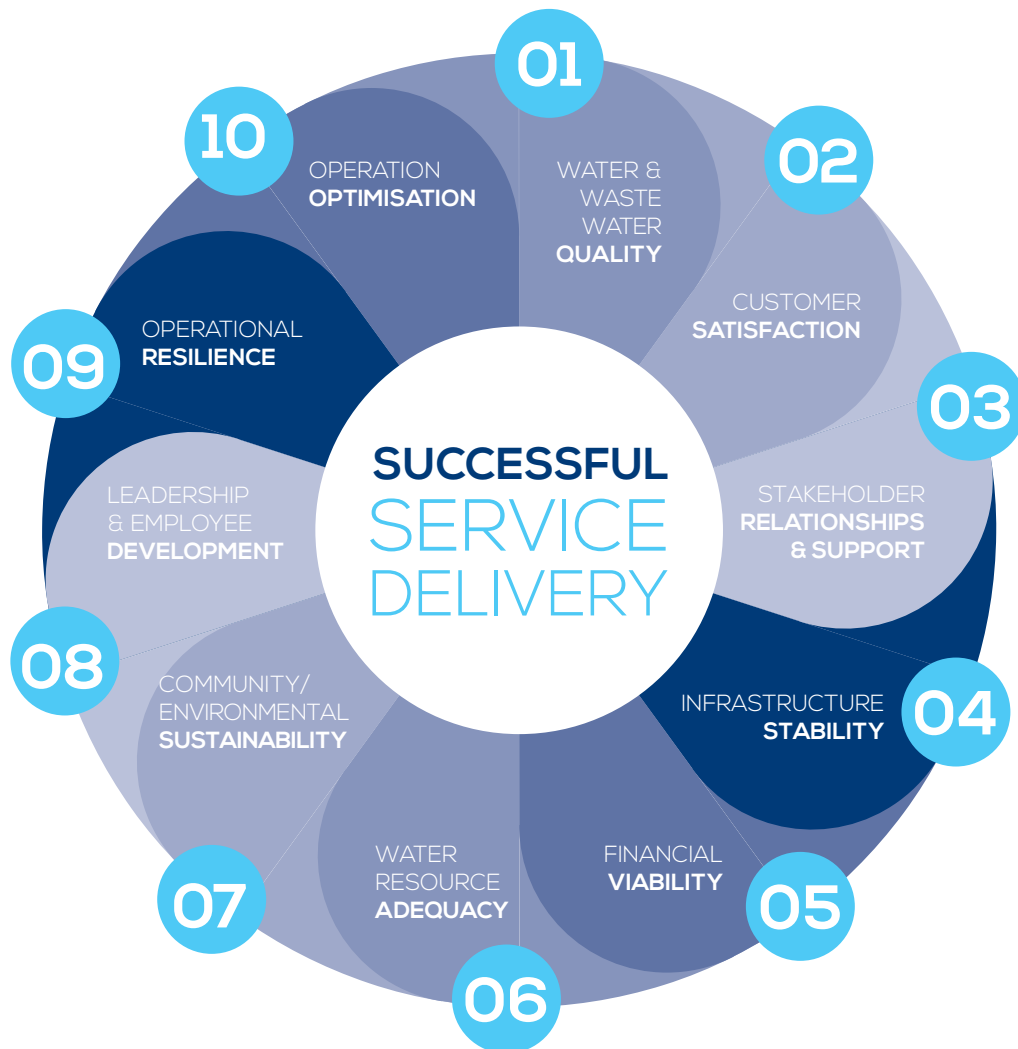 SUCCESSFUL
SERVICE
DELIVERY
01
WATER &
WASTE
WATER
QUALITY
02
CUSTOMER
SATISFACTION
03
STAKEHOLDER
RELATIONSHIPS
& SUPPORT
04
INFRASTRUCTURE
STABILITY
05
FINANCIAL
VIABILITY
06
WATER
RESOURCE
ADEQUACY
07
COMMUNITY/
ENVIRONMENTAL
SUSTAINABILITY
08
LEADERSHIP
& EMPLOYEE
DEVELOPMENT
09
OPERATIONAL
RESILIENCE
10
OPERATION
OPTIMISATION